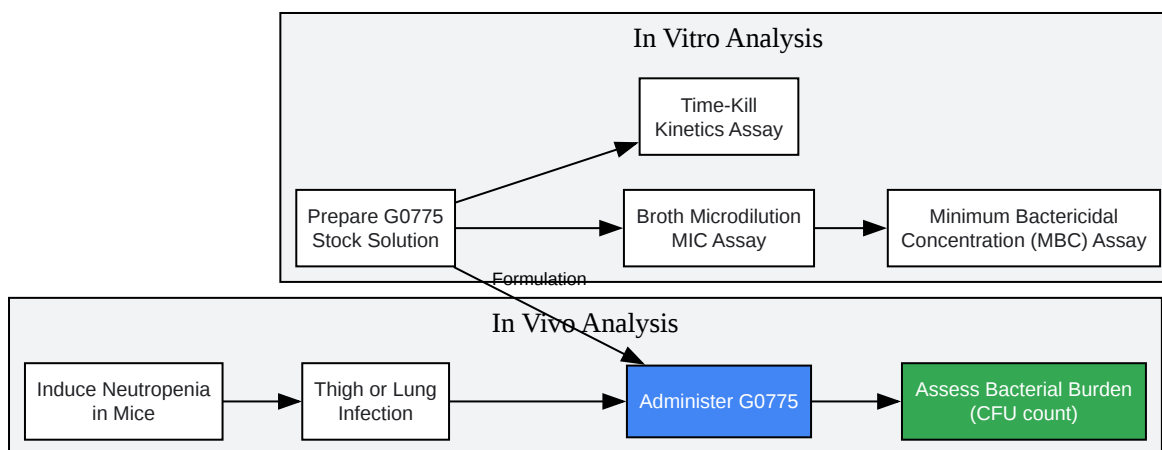 In Vitro Analysis
Time-Kill
Kinetics Assay
Prepare G0775
Stock Solution
Broth Microdilution
MIC Assay
Minimum Bactericidal
Concentration (MBC) Assay
Formulation
In Vivo Analysis
Induce Neutropenia
in Mice
Thigh or Lung
Infection
Administer G0775
Assess Bacterial Burden
(CFU count)